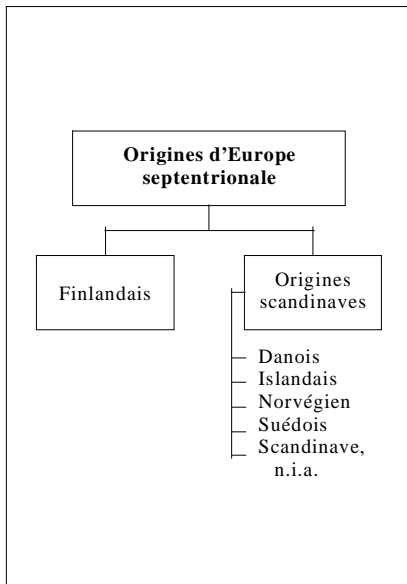 Origines d'Europe
septentrionale
Finlandais
Origines
scandinaves
Danois
Islandais
Norvégien
Suédois
Scandinave,
n.i.a.